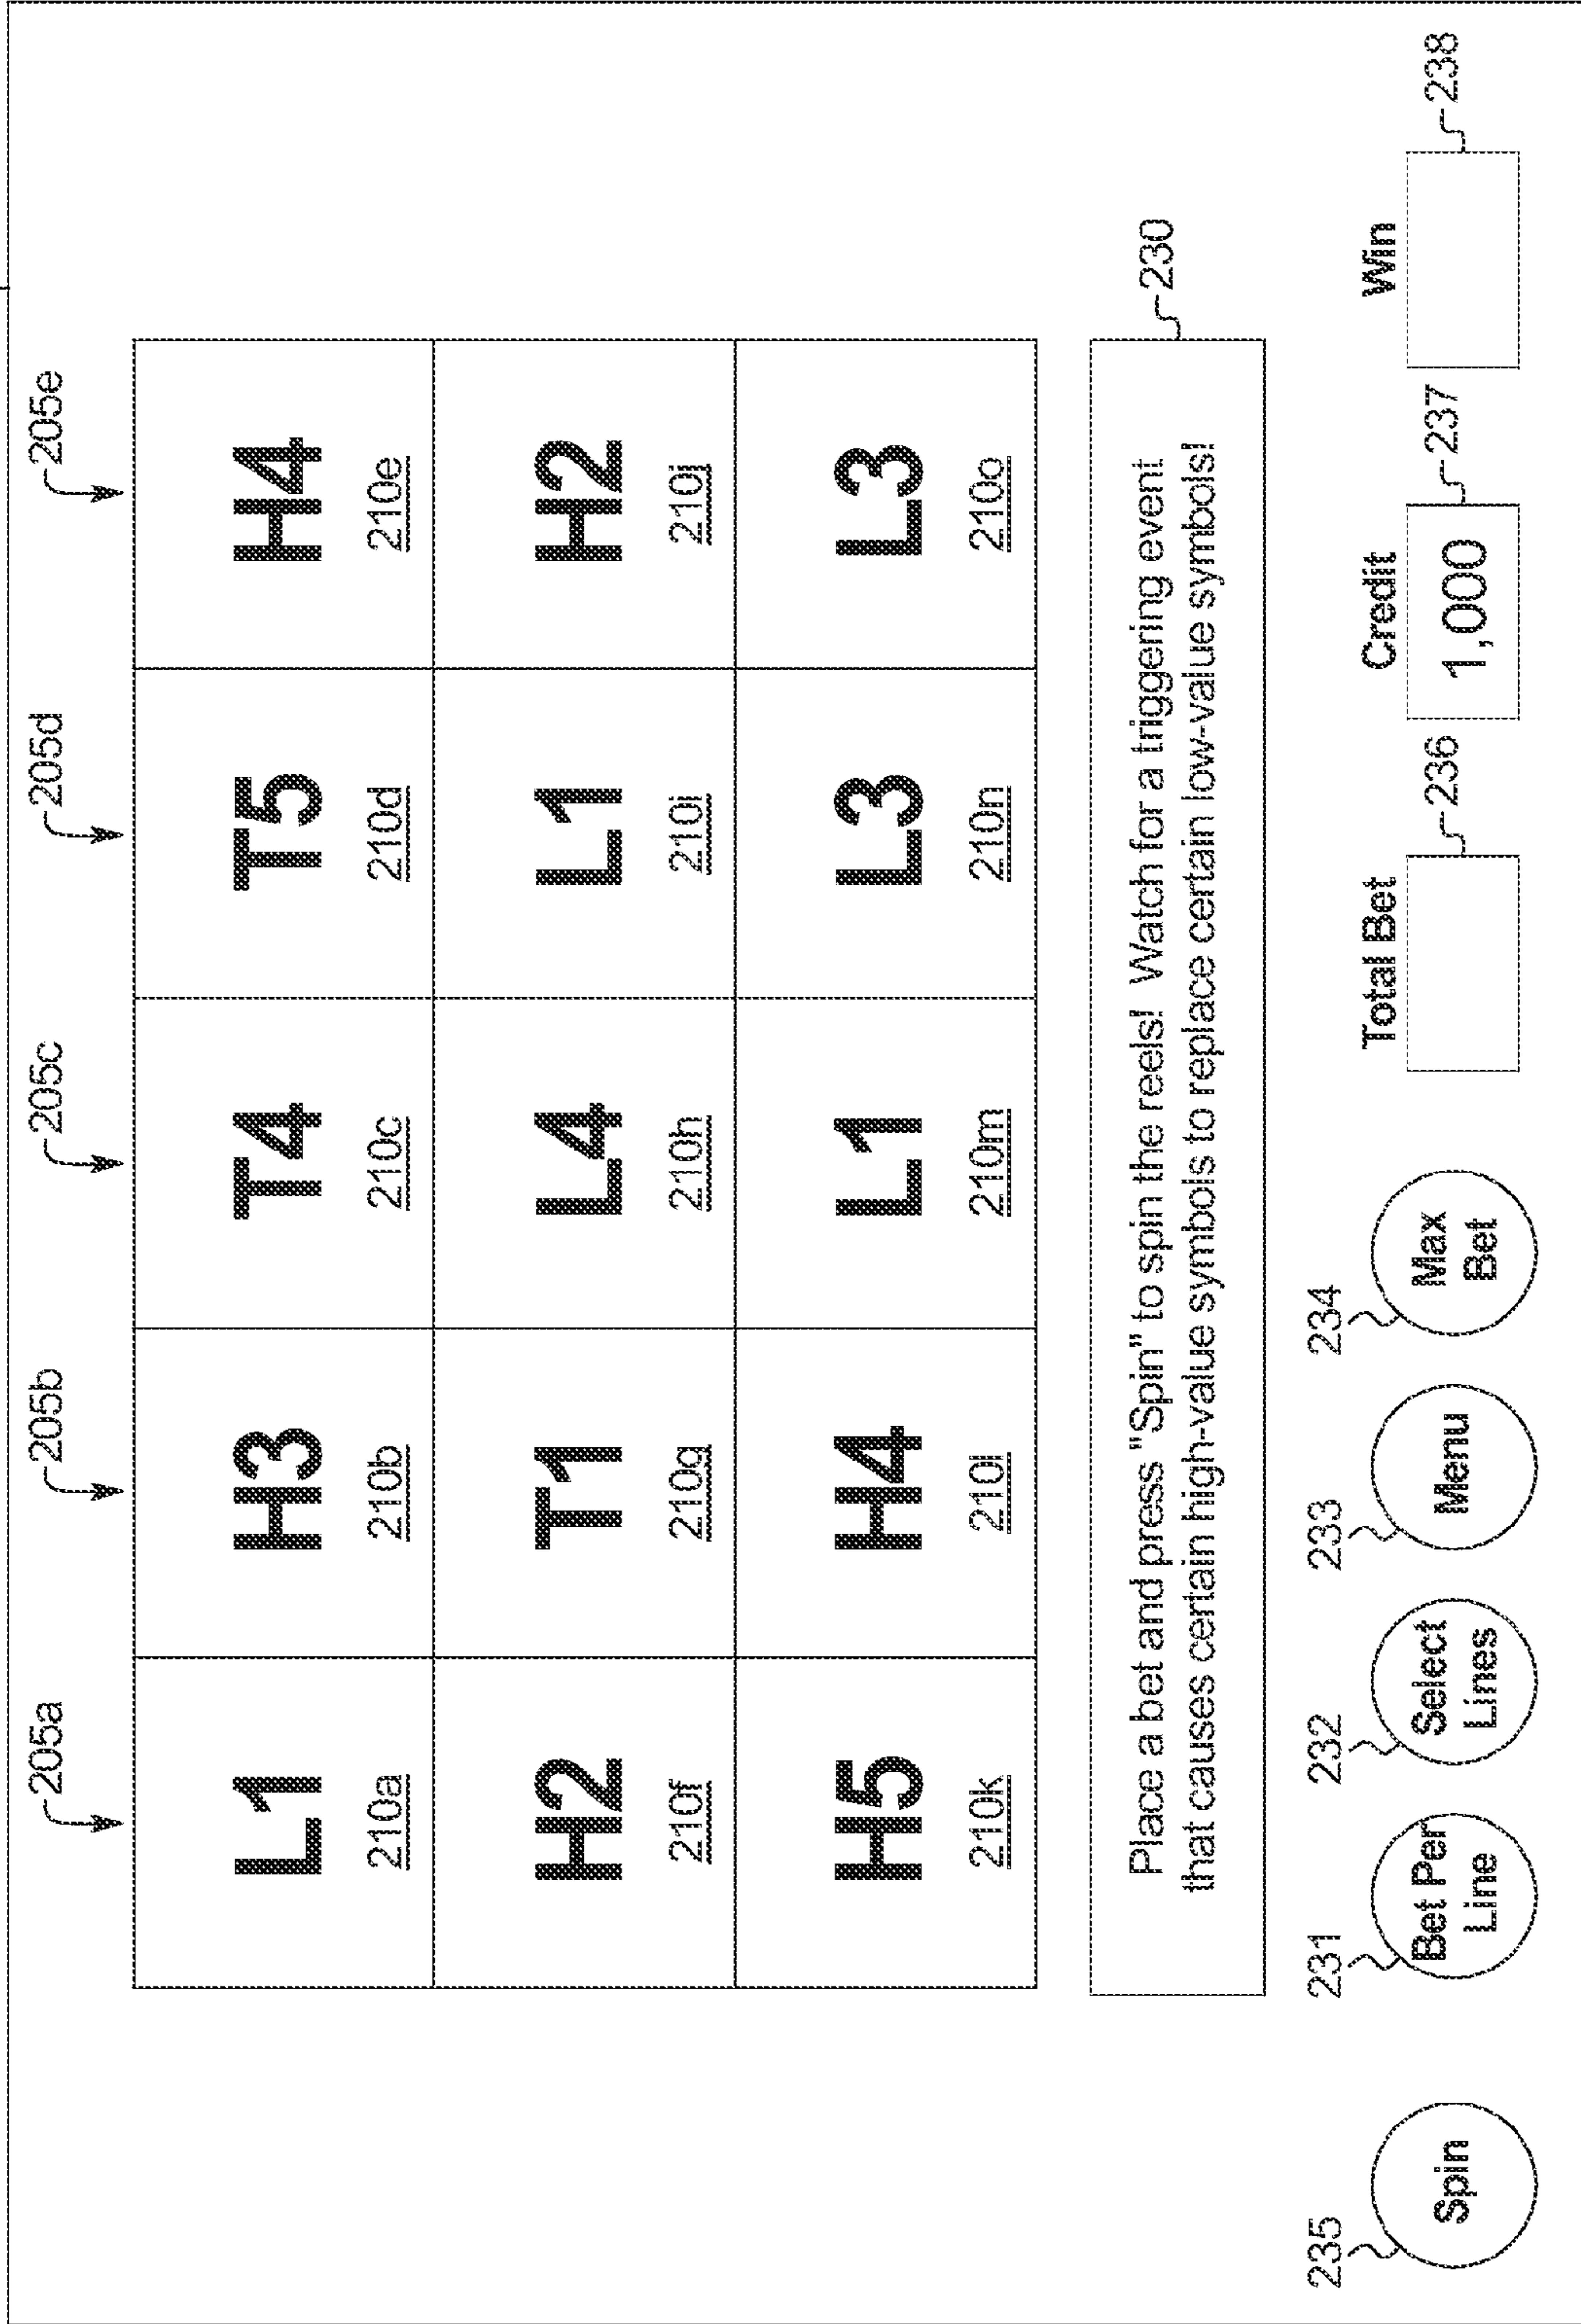 205a 205b 205c 205d 205e
L1 H3 T4 T5 H4
210a 210b 210c 210d 210e
H2 T1 L4 L1 H2
210f 210g 210h 210i 210j
H5 H4 L1 L3 L3
210k 210l 210m 210n 210o
Place a bet and press "Spin" to spin the reels! Watch for a triggering event
that causes certain high-value symbols to replace certain low-value symbols!
230
235 231 232 233 234
Spin
Bet Per
Line
Select
Lines
Menu
Max
Bet
Total Bet
236
Credit
1,000
237
Win
238